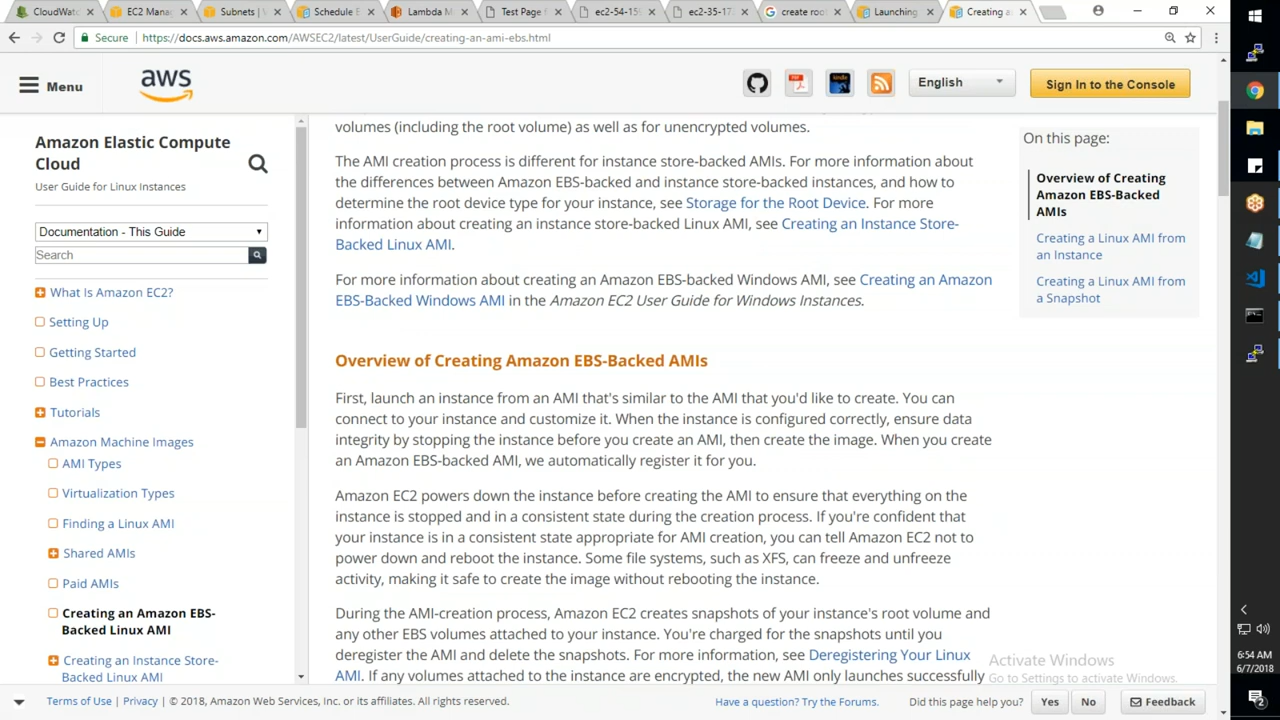 CloudWatc
EC2 Mana
Subnets | V
Schedule E
Lambda M
Test Page f
ec2-54-15
ec2-35-17
create roo
Launching
Creating a
Secure
https://docs.aws.amazon.com/AWSEC2/latest/UserGuide/creating-an-ami-ebs.html
Menu
aws
PDF
kindle
English
Sign In to the Console
Amazon Elastic Compute
Cloud
User Guide for Linux Instances
Documentation - This Guide
Search
What Is Amazon EC2?
Setting Up
Getting Started
Best Practices
Tutorials
Amazon Machine Images
AMI Types
Virtualization Types
Finding a Linux AMI
Shared AMIs
Paid AMIs
Creating an Amazon EBS-
Backed Linux AMI
Creating an Instance Store-
Backed Linux AMI
volumes (including the root volume) as well as for unencrypted volumes.
The AMI creation process is different for instance store-backed AMIs. For more information about
the differences between Amazon EBS-backed and instance store-backed instances, and how to
determine the root device type for your instance, see Storage for the Root Device. For more
information about creating an instance store-backed Linux AMI, see Creating an Instance Store-
Backed Linux AMI.
For more information about creating an Amazon EBS-backed Windows AMI, see Creating an Amazon
EBS-Backed Windows AMI in the Amazon EC2 User Guide for Windows Instances.
Overview of Creating Amazon EBS-Backed AMIs
First, launch an instance from an AMI that's similar to the AMI that you'd like to create. You can
connect to your instance and customize it. When the instance is configured correctly, ensure data
integrity by stopping the instance before you create an AMI, then create the image. When you create
an Amazon EBS-backed AMI, we automatically register it for you.
Amazon EC2 powers down the instance before creating the AMI to ensure that everything on the
instance is stopped and in a consistent state during the creation process. If you're confident that
your instance is in a consistent state appropriate for AMI creation, you can tell Amazon EC2 not to
power down and reboot the instance. Some file systems, such as XFS, can freeze and unfreeze
activity, making it safe to create the image without rebooting the instance.
During the AMI-creation process, Amazon EC2 creates snapshots of your instance's root volume and
any other EBS volumes attached to your instance. You're charged for the snapshots until you
deregister the AMI and delete the snapshots. For more information, see Deregistering Your Linux
AMI. If any volumes attached to the instance are encrypted, the new AMI only launches successfully
On this page:
Overview of Creating
Amazon EBS-Backed
AMIs
Creating a Linux AMI from
an Instance
Creating a Linux AMI from
a Snapshot
Activate Windows
Go to Settings to activate Windows.
Terms of Use | Privacy | © 2018, Amazon Web Services, Inc. or its affiliates. All rights reserved.
Have a question? Try the Forums.
Did this page help you?
Yes
No
Feedback
6:54 AM
6/7/2018
2